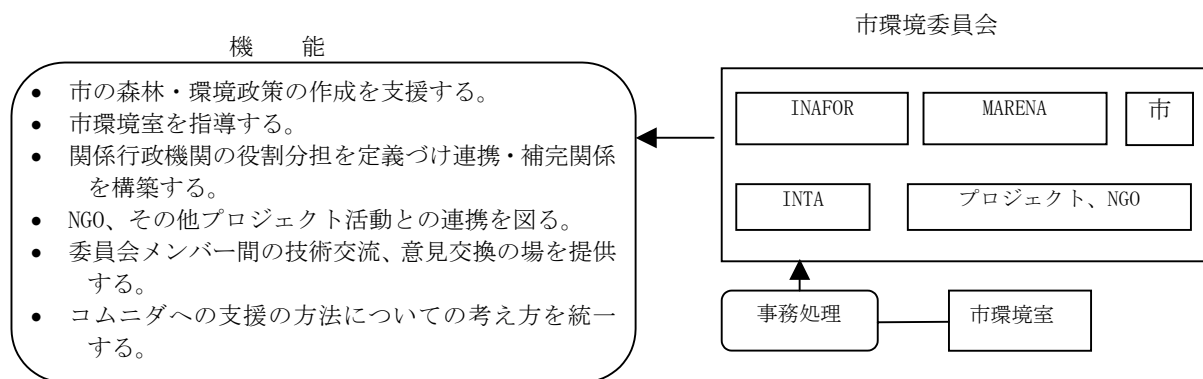 市環境委員会
機　　能
• 市の森林・環境政策の作成を支援する。
• 市環境室を指導する。
• 関係行政機関の役割分担を定義づけ連携・補完関係
を構築する。
• NGO、その他プロジェクト活動との連携を図る。
• 委員会メンバー間の技術交流、意見交換の場を提供
する。
• コムニダへの支援の方法についての考え方を統一
する。
INAFOR
MARENA
市
INTA
プロジェクト、NGO
事務処理
市環境室